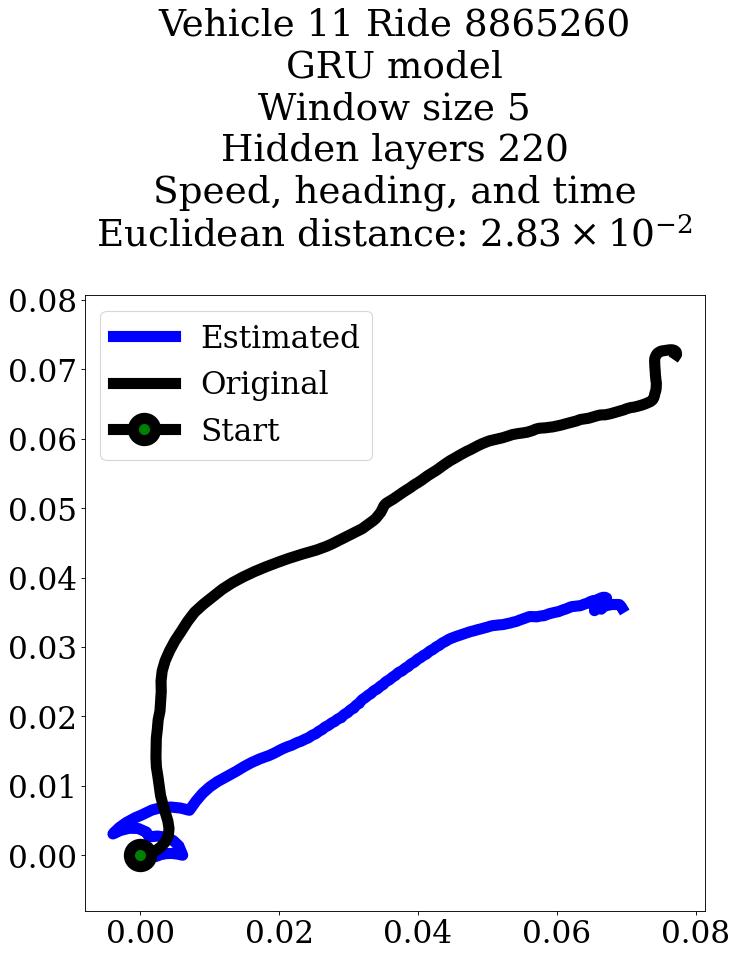 Vehicle 11 Ride 8865260
GRU model
Window size 5
Hidden layers 220
Speed, heading, and time
Euclidean distance: 2.83 × 10⁻²
0.08
0.07
0.06
0.05
0.04
0.03
0.02
0.01
0.00
Estimated
Original
Start
0.00 0.02 0.04 0.06 0.08